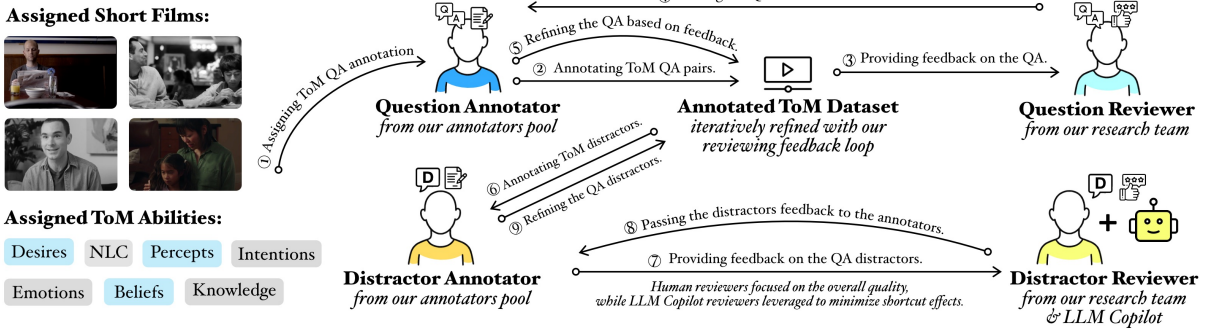 Assigned Short Films:
① Assigning ToM QA annotation
Q
A
⑤ Refining the QA based on feedback.
② Annotating ToM QA pairs.
③ Providing feedback on the QA.
Q
A
Question Annotator
from our annotators pool
Annotated ToM Dataset
iteratively refined with our
reviewing feedback loop
Question Reviewer
from our research team
⑥ Annotating ToM distractors.
⑨ Refining the QA distractors.
Assigned ToM Abilities:
Desires
NLC
Percepts
Intentions
Emotions
Beliefs
Knowledge
D
Distractor Annotator
from our annotators pool
⑧ Passing the distractors feedback to the annotators.
⑦ Providing feedback on the QA distractors.
Human reviewers focused on the overall quality,
while LLM Copilot reviewers leveraged to minimize shortcut effects.
D
+
Distractor Reviewer
from our research team
& LLM Copilot